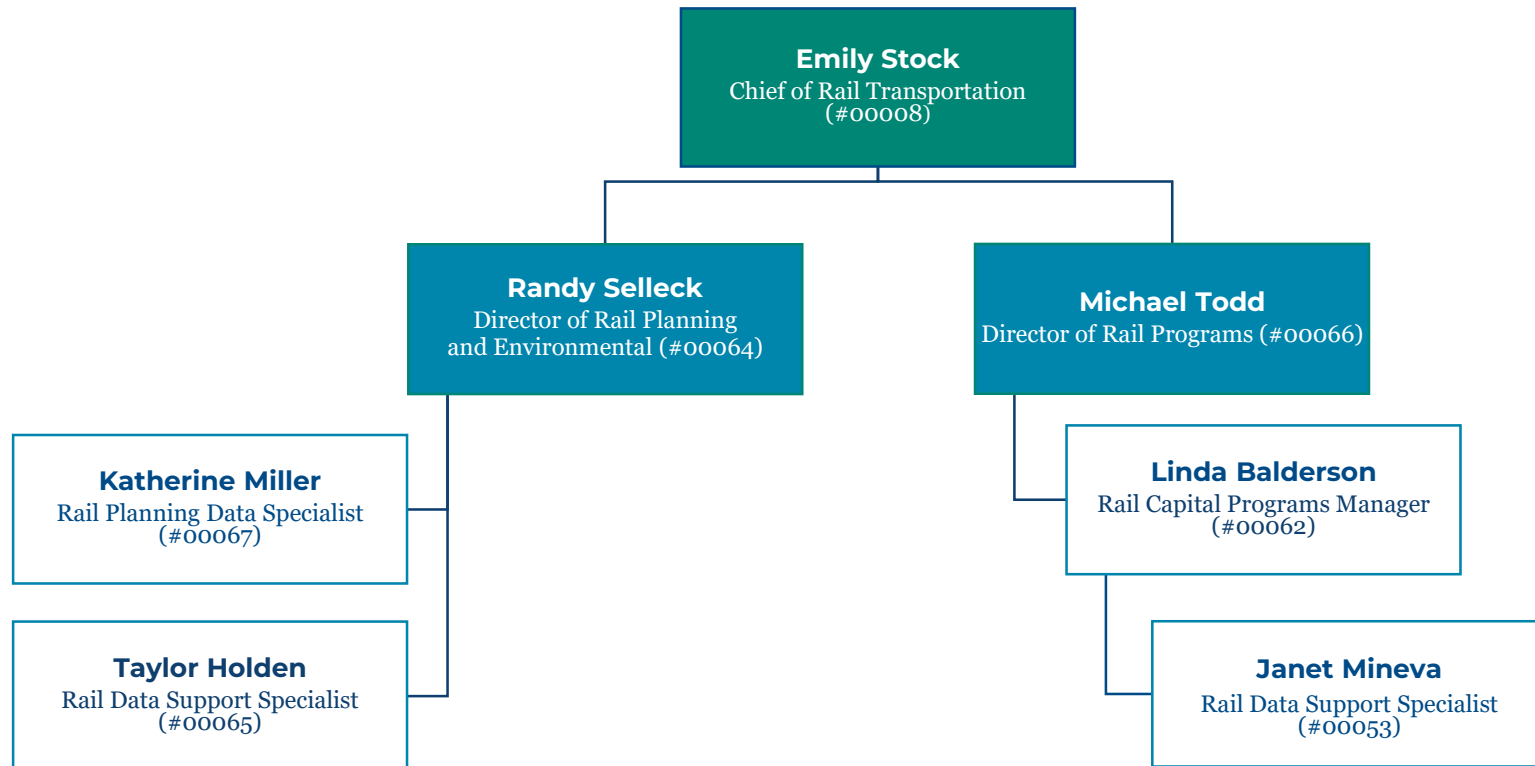 Emily Stock
Chief of Rail Transportation
(#00008)
Randy Selleck
Director of Rail Planning
and Environmental (#00064)
Michael Todd
Director of Rail Programs (#00066)
Katherine Miller
Rail Planning Data Specialist
(#00067)
Linda Balderson
Rail Capital Programs Manager
(#00062)
Taylor Holden
Rail Data Support Specialist
(#00065)
Janet Mineva
Rail Data Support Specialist
(#00053)